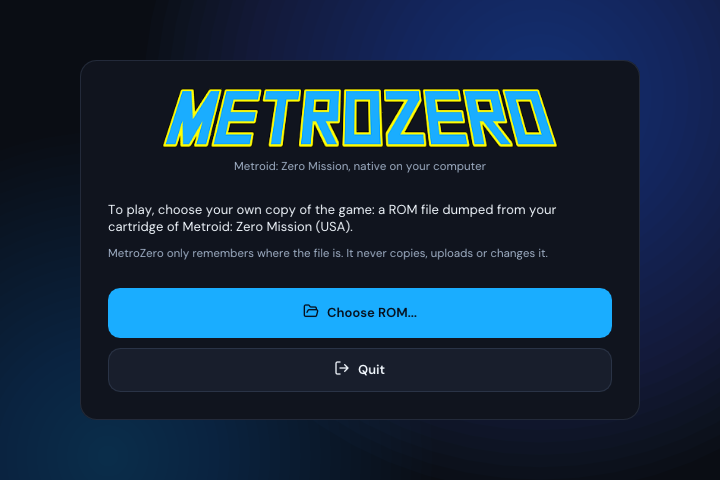 METROZERO
Metroid: Zero Mission, native on your computer
To play, choose your own copy of the game: a ROM file dumped from your
cartridge of Metroid: Zero Mission (USA).
MetroZero only remembers where the file is. It never copies, uploads or changes it.
Choose ROM...
Quit